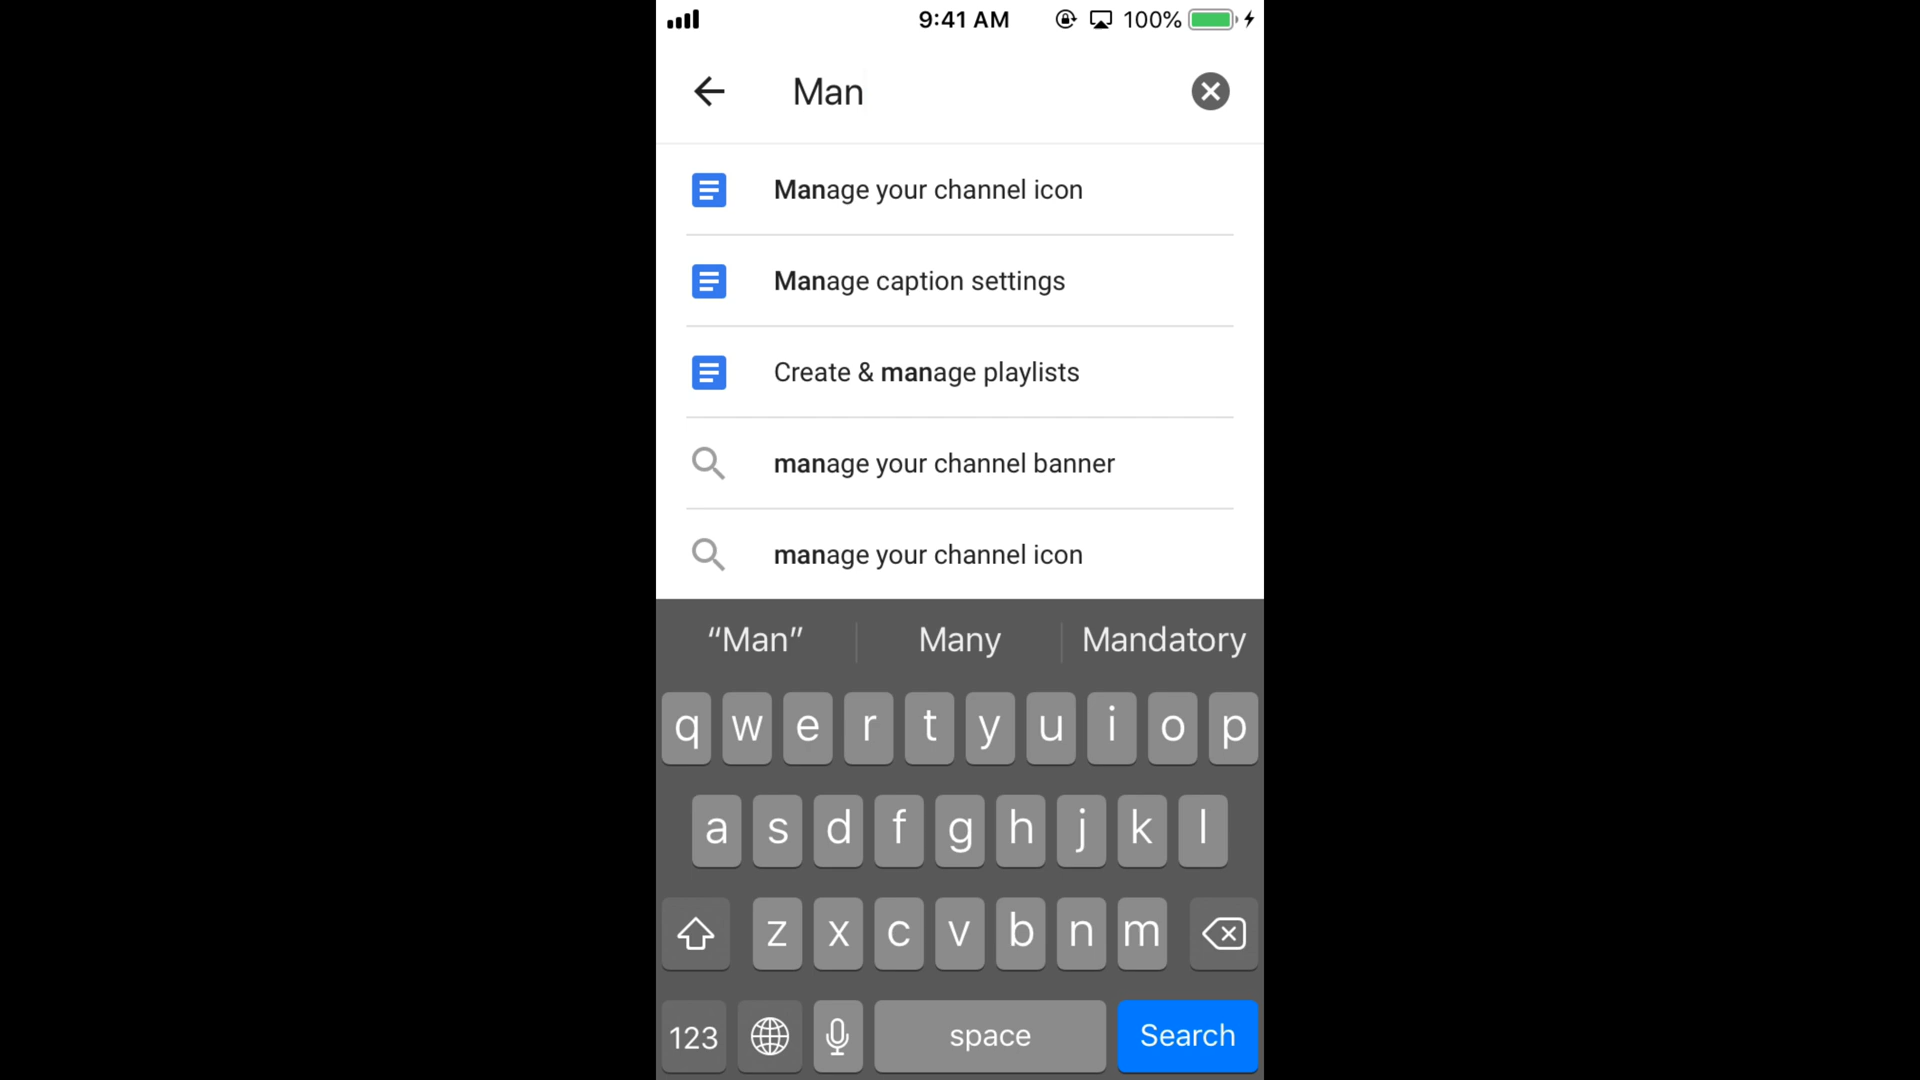 9:41 AM 100%
Man
Manage your channel icon
Manage caption settings
Create & manage playlists
manage your channel banner
manage your channel icon
“Man” Many Mandatory
q w e r t y u i o p
a s d f g h j k l
z x c v b n m
123 space Search